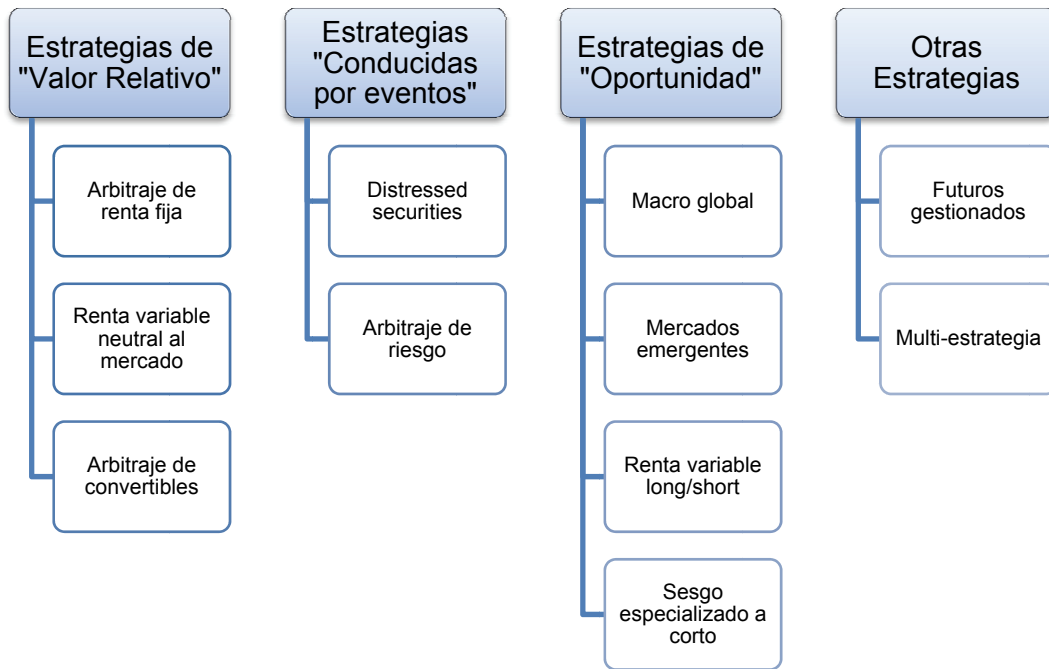 Estrategias de
"Valor Relativo"
Arbitraje de
renta fija
Renta variable
neutral al
mercado
Arbitraje de
convertibles
Estrategias
"Conducidas
por eventos"
Distressed
securities
Arbitraje de
riesgo
Estrategias de
"Oportunidad"
Macro global
Mercados
emergentes
Renta variable
long/short
Sesgo
especializado a
corto
Otras
Estrategias
Futuros
gestionados
Multi-estrategia